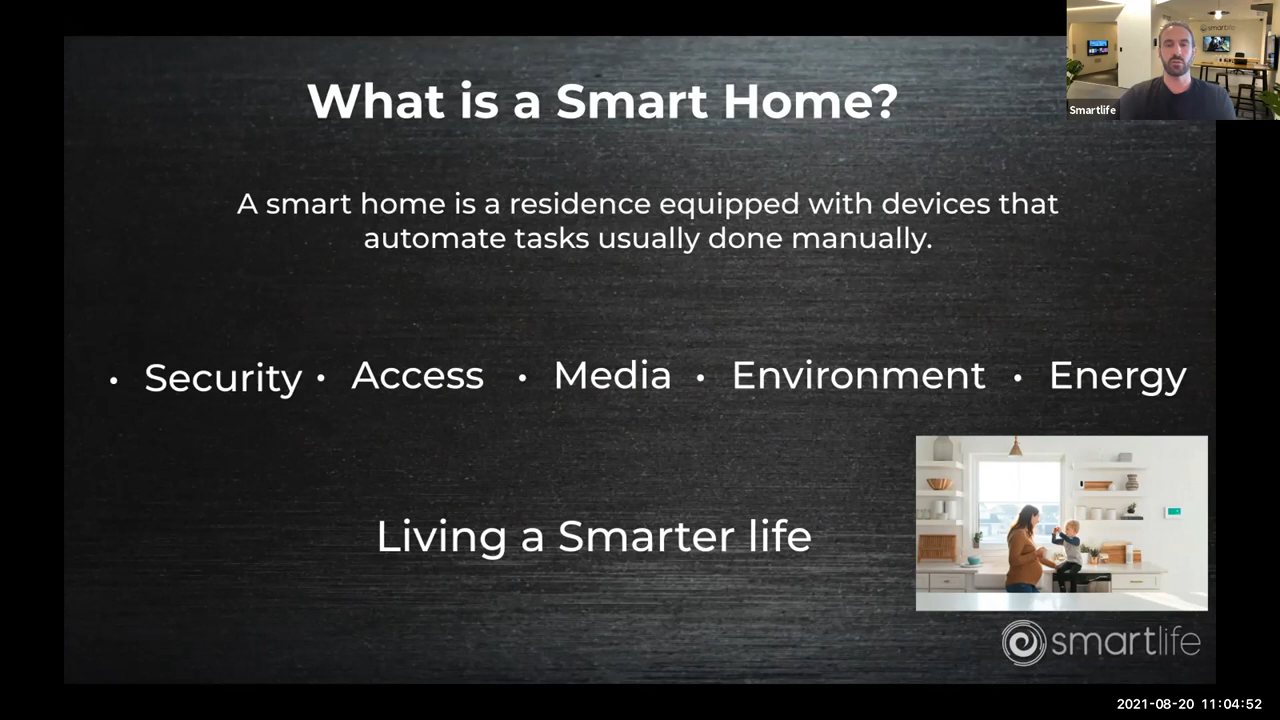 What is a Smart Home?
smartlife
Smartlife
A smart home is a residence equipped with devices that
automate tasks usually done manually.
• Security • Access • Media • Environment • Energy
Living a Smarter life
smartlife
2021-08-20 11:04:52